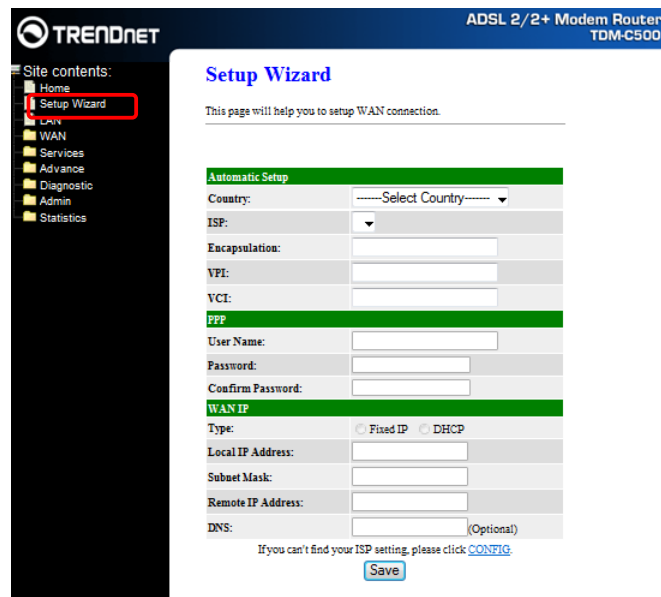 TRENDNET
ADSL 2/2+ Modem Router
TDM-C500
Site contents:
Home
Setup Wizard
LAN
WAN
Services
Advance
Diagnostic
Admin
Statistics
Setup Wizard
This page will help you to setup WAN connection.
Automatic Setup
Country: -------Select Country-------
ISP:
Encapsulation:
VPI:
VCI:
PPP
User Name:
Password:
Confirm Password:
WAN IP
Type: Fixed IP DHCP
Local IP Address:
Subnet Mask:
Remote IP Address:
DNS: (Optional)
If you can't find your ISP setting, please click CONFIG.
Save